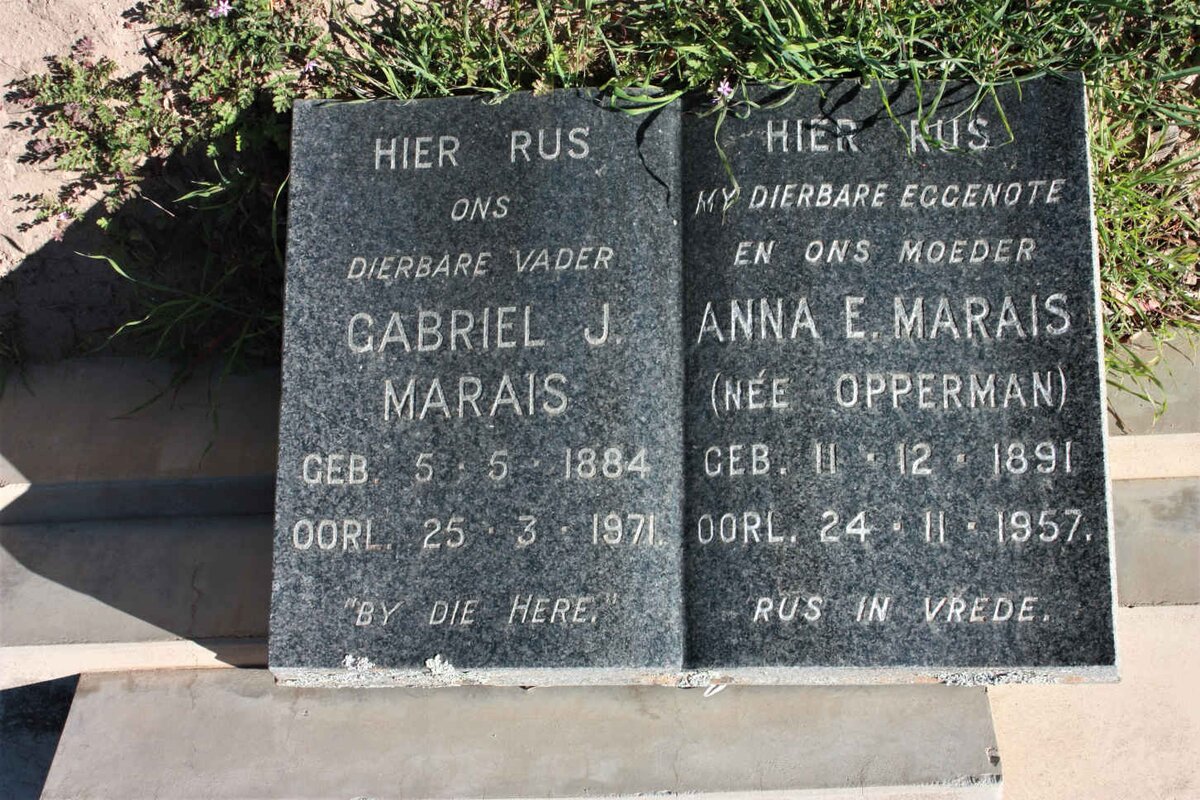 HIER RUS
ONS
DIERBARE VADER
GABRIEL J.
MARAIS
GEB. 5 · 5 · 1884
OORL. 25 · 3 · 1971.
"BY DIE HERE."
HIER RUS
MY DIERBARE EGGENOTE
EN ONS MOEDER
ANNA E. MARAIS
(NÉE OPPERMAN)
GEB. 11 · 12 · 1891
OORL. 24 · 11 · 1957.
RUS IN VREDE.